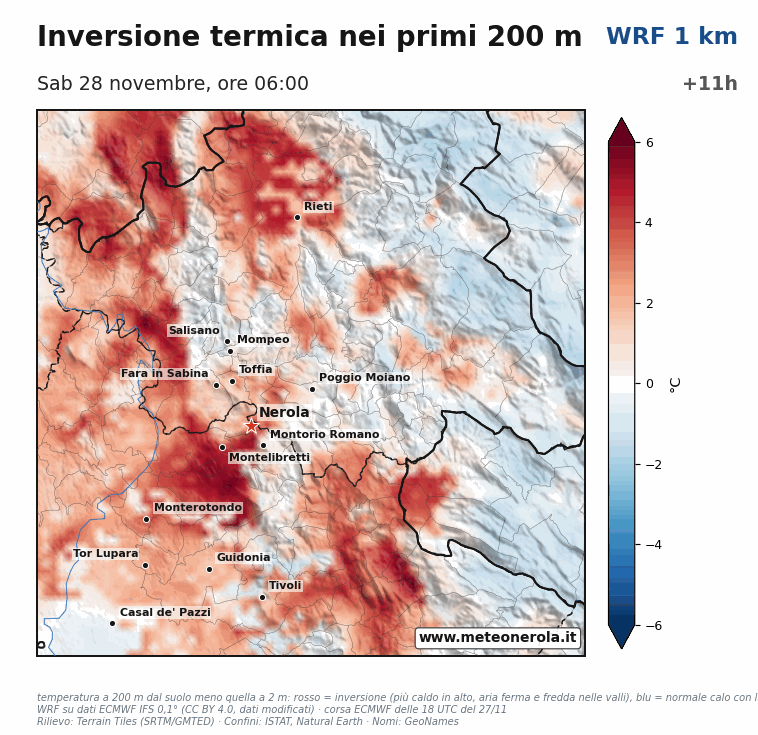 Inversione termica nei primi 200 m
WRF 1 km
Sab 28 novembre, ore 06:00
+11h
Rieti
Salisano
Mompeo
Fara in Sabina
Toffia
Poggio Moiano
Nerola
Montorio Romano
Montelibretti
Monterotondo
Tor Lupara
Guidonia
Tivoli
Casal de' Pazzi
www.meteonerola.it
6
4
2
0
−2
−4
−6
°C
temperatura a 200 m dal suolo meno quella a 2 m: rosso = inversione (più caldo in alto, aria ferma e fredda nelle valli), blu = normale calo con l
WRF su dati ECMWF IFS 0,1° (CC BY 4.0, dati modificati) · corsa ECMWF delle 18 UTC del 27/11
Rilievo: Terrain Tiles (SRTM/GMTED) · Confini: ISTAT, Natural Earth · Nomi: GeoNames